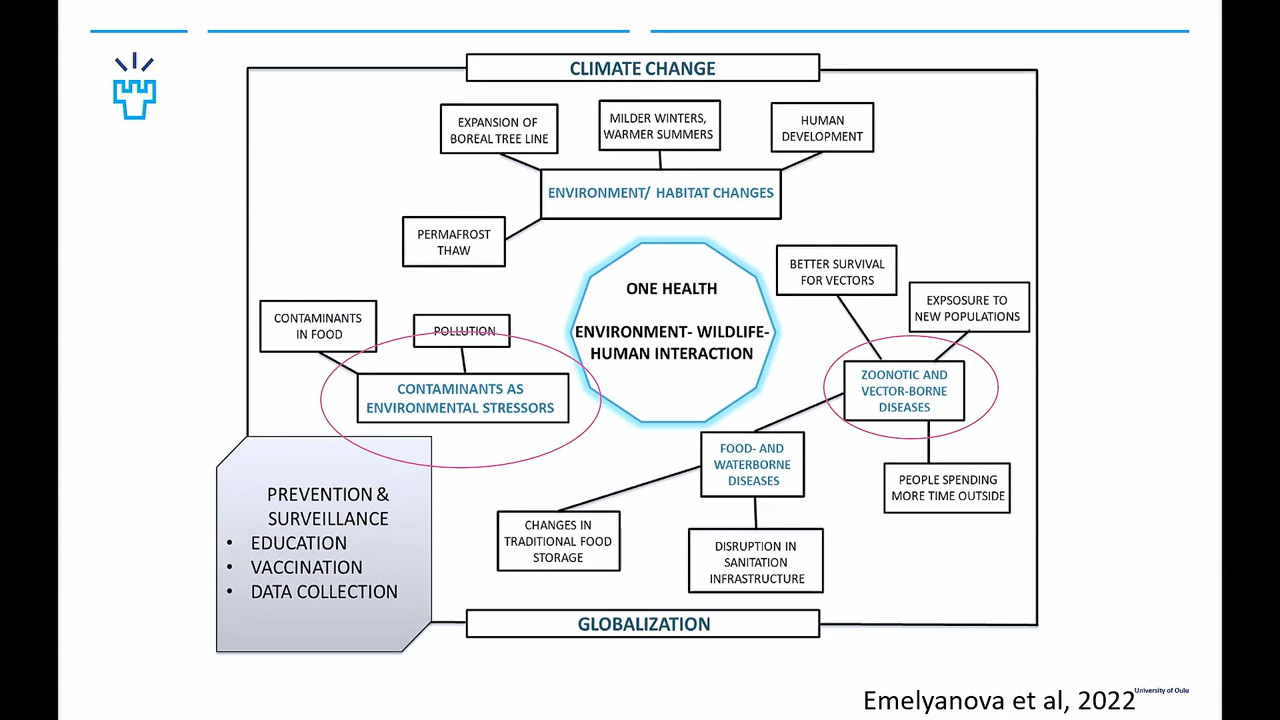 CLIMATE CHANGE
EXPANSION OF
BOREAL TREE LINE
MILDER WINTERS,
WARMER SUMMERS
HUMAN
DEVELOPMENT
ENVIRONMENT/ HABITAT CHANGES
PERMAFROST
THAW
ONE HEALTH
ENVIRONMENT- WILDLIFE-
HUMAN INTERACTION
BETTER SURVIVAL
FOR VECTORS
EXPSOSURE TO
NEW POPULATIONS
CONTAMINANTS
IN FOOD
POLLUTION
CONTAMINANTS AS
ENVIRONMENTAL STRESSORS
ZOONOTIC AND
VECTOR-BORNE
DISEASES
FOOD- AND
WATERBORNE
DISEASES
PEOPLE SPENDING
MORE TIME OUTSIDE
CHANGES IN
TRADITIONAL FOOD
STORAGE
DISRUPTION IN
SANITATION
INFRASTRUCTURE
PREVENTION &
SURVEILLANCE
• EDUCATION
• VACCINATION
• DATA COLLECTION
GLOBALIZATION
Emelyanova et al, 2022
University of Oulu